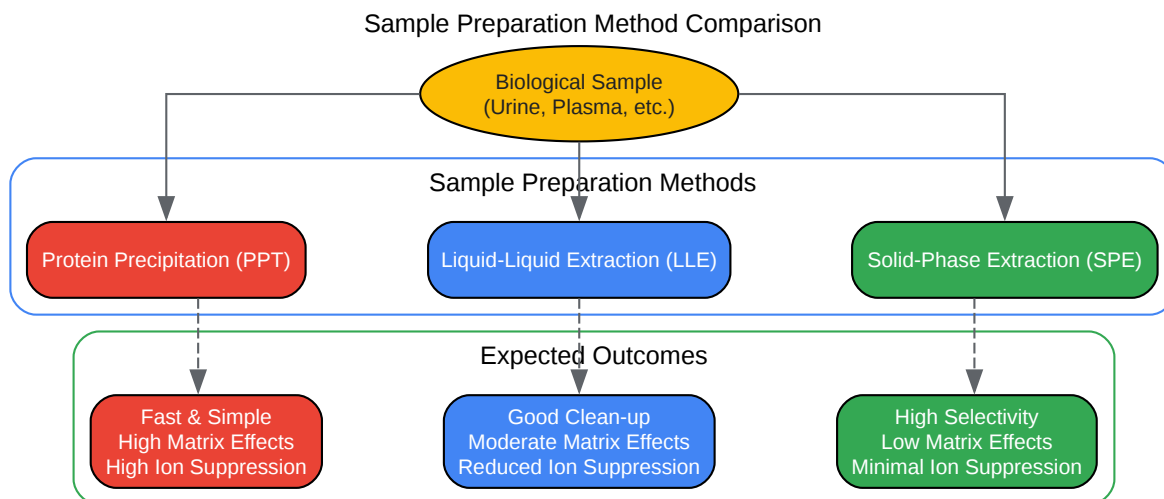 Sample Preparation Method Comparison
Biological Sample
(Urine, Plasma, etc.)
Sample Preparation Methods
Protein Precipitation (PPT)
Liquid-Liquid Extraction (LLE)
Solid-Phase Extraction (SPE)
Expected Outcomes
Fast & Simple
High Matrix Effects
High Ion Suppression
Good Clean-up
Moderate Matrix Effects
Reduced Ion Suppression
High Selectivity
Low Matrix Effects
Minimal Ion Suppression